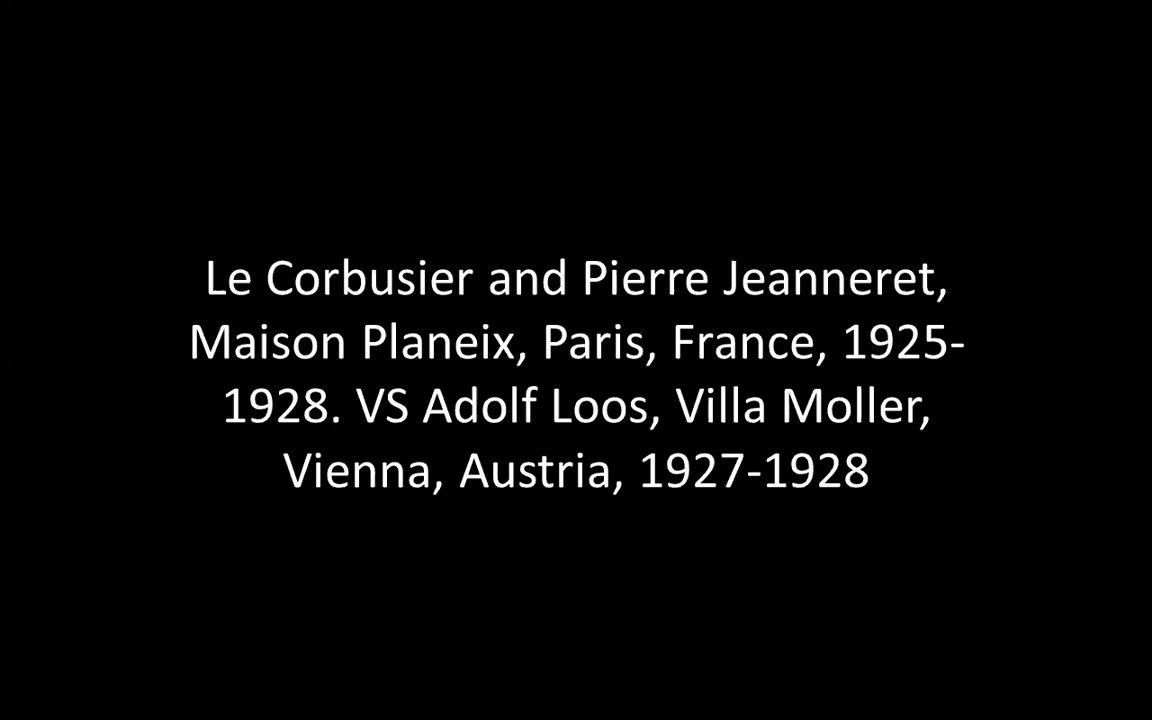 Le Corbusier and Pierre Jeanneret,
Maison Planeix, Paris, France, 1925-
1928. VS Adolf Loos, Villa Moller,
Vienna, Austria, 1927-1928